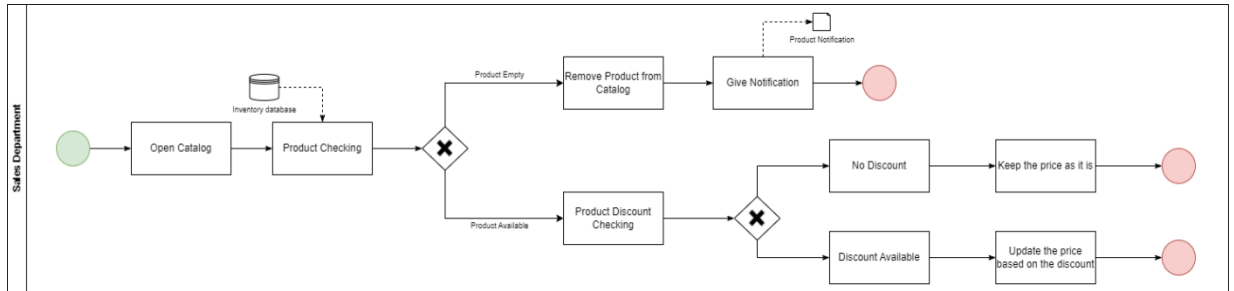 Sales Department
Product Notification
Product Empty
Remove Product from
Catalog
Give Notification
Inventory database
Open Catalog
Product Checking
No Discount
Keep the price as it is
Product Available
Product Discount
Checking
Discount Available
Update the price
based on the discount